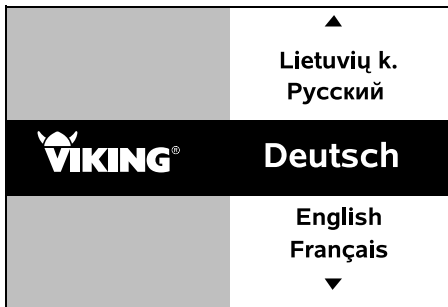 Lietuvių k.
Русский
VIKING®
Deutsch
English
Français